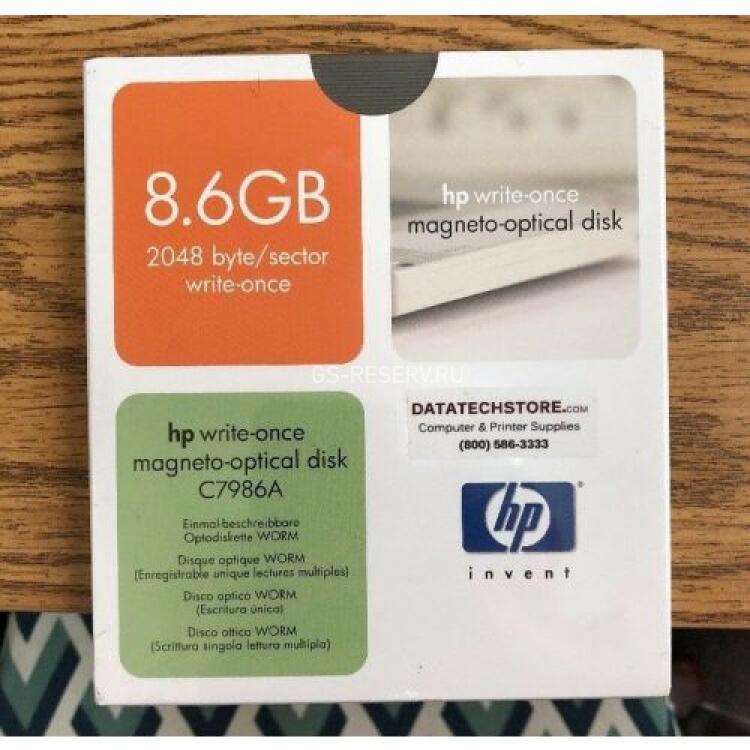 8.6GB
2048 byte/sector
write-once
hp write-once
magneto-optical disk
GS-RESERV.RU
hp write-once
magneto-optical disk
C7986A
Einmal-beschreibbare
Optodiskette WORM
Disque optique WORM
(Enregistrable unique lectures multiples)
Disco optico WORM
(Escritura única)
Disco ottico WORM
(Scrittura singola lettura multipla)
DATATECHSTORE.COM
Computer & Printer Supplies
(800) 586-3333
hp
invent